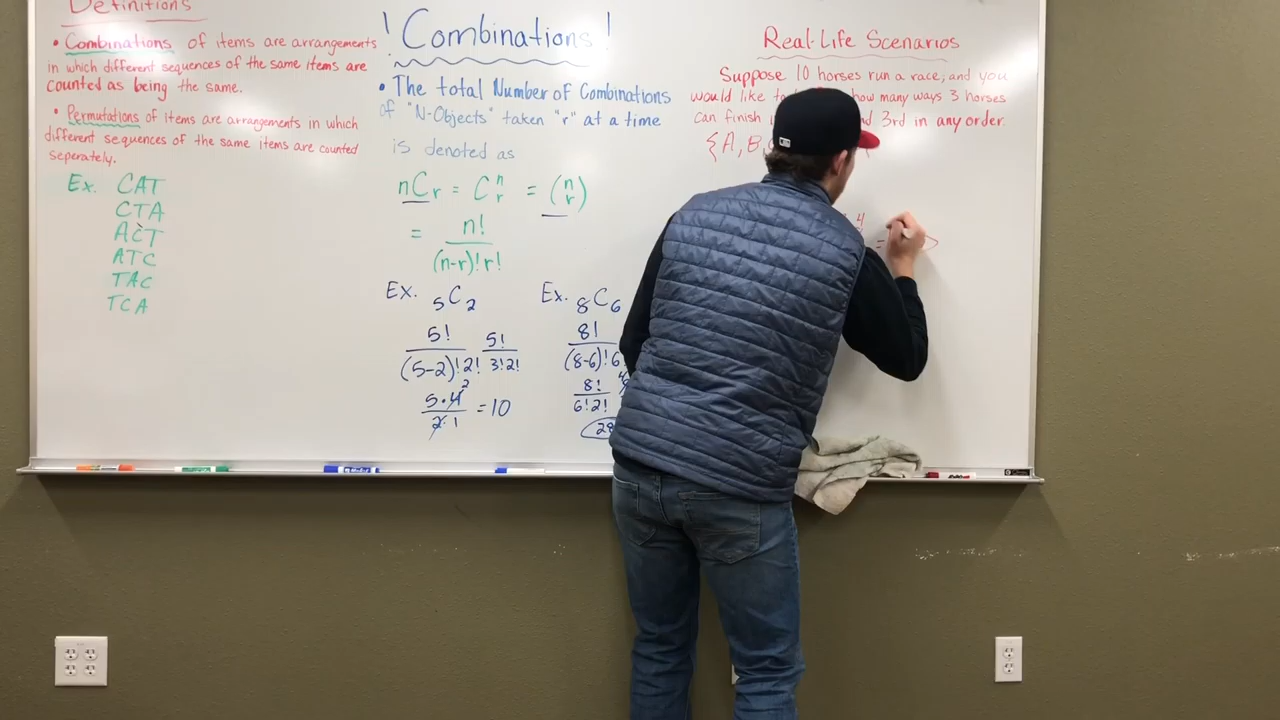 Definitions
• Combinations of items are arrangements
in which different sequences of the same items are
counted as being the same.
• Permutations of items are arrangements in which
different sequences of the same items are counted
seperately.
Ex. CAT
CTA
ACT
ATC
TAC
TCA
! Combinations !
• The total Number of Combinations
of "N-Objects" taken "r" at a time
is denoted as
nCr = C^n_r = (n r)
= n! / (n-r)! r!
Ex. 5C2
5! / (5-2)! 2! 5! / 3! 2!
5·4 2 / 2·1 = 10
Ex. 8C6
8! / (8-6)! 6
8! / 6! 2!
28
Real-Life Scenarios
Suppose 10 horses run a race, and you
would like how many ways 3 horses
can finish 3rd in any order.
{A, B,
4
=